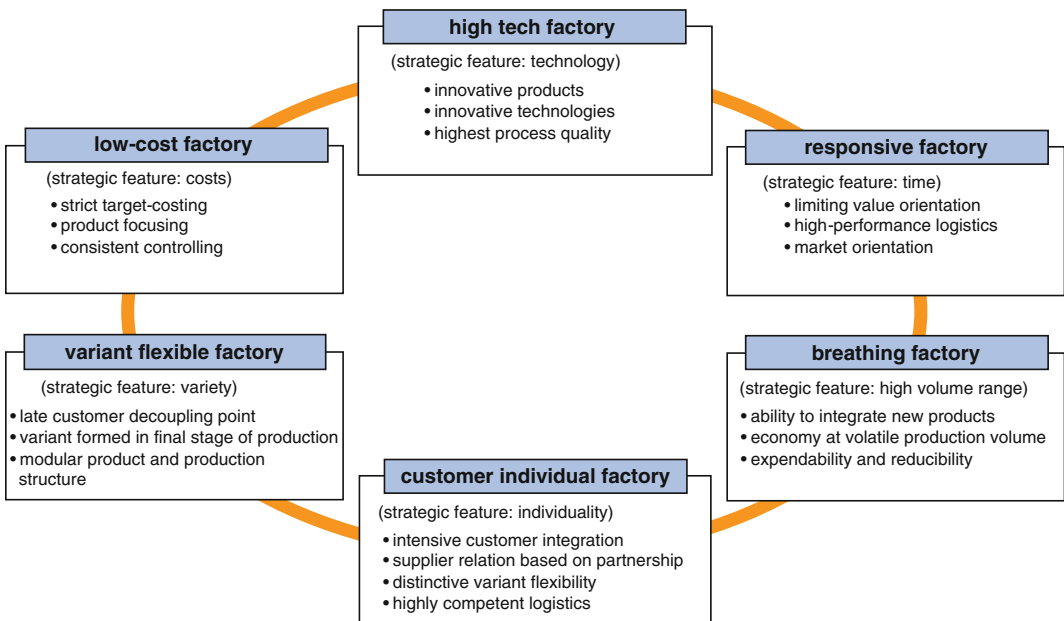 high tech factory
(strategic feature: technology)
• innovative products
• innovative technologies
• highest process quality
low-cost factory
(strategic feature: costs)
• strict target-costing
• product focusing
• consistent controlling
responsive factory
(strategic feature: time)
• limiting value orientation
• high-performance logistics
• market orientation
variant flexible factory
(strategic feature: variety)
• late customer decoupling point
• variant formed in final stage of production
• modular product and production
structure
breathing factory
(strategic feature: high volume range)
• ability to integrate new products
• economy at volatile production volume
• expendability and reducibility
customer individual factory
(strategic feature: individuality)
• intensive customer integration
• supplier relation based on partnership
• distinctive variant flexibility
• highly competent logistics